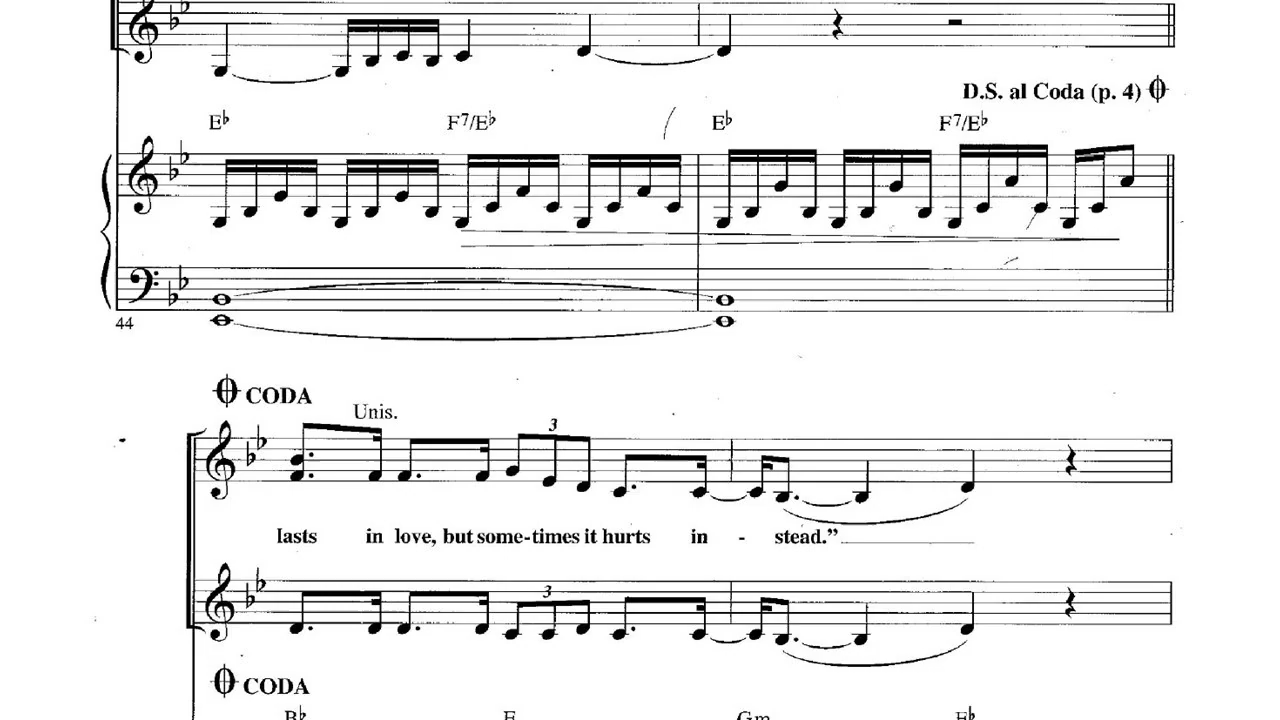 D.S. al Coda (p. 4)
E♭ F7/E♭ E♭ F7/E♭
44
CODA
Unis.
3
lasts in love, but some-times it hurts in - stead.”
3
CODA
B♭ F Gm E♭